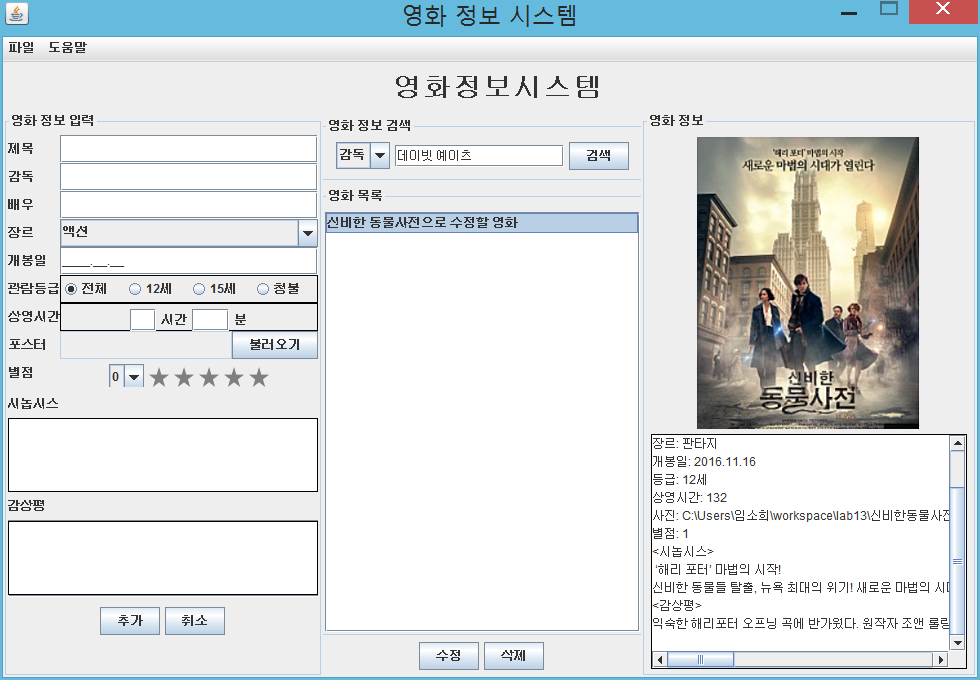 영화 정보 시스템
파일 도움말
영화정보시스템
영화 정보 입력
제목
감독
배우
장르 액션
개봉일 ____.__.__
관람등급 전체 12세 15세 청불
상영시간 시간 분
포스터 불러오기
별점 0 ★★★★★
시놉시스
감상평
추가 취소
영화 정보 검색
감독 데이빗 예이츠 검색
영화 목록
신비한 동물사전으로 수정할 영화
수정 삭제
영화 정보
'해리 포터' 마법의 시작
새로운 마법의 시대가 열린다
신비한
동물사전
장르: 판타지
개봉일: 2016.11.16
등급: 12세
상영시간: 132
사진: C:\Users\임소희\workspace\lab13\신비한동물사전
별점: 1
<시놉시스>
'해리 포터' 마법의 시작!
신비한 동물들 탈출, 뉴욕 최대의 위기! 새로운 마법의 시대
<감상평>
익숙한 해리포터 오프닝 곡에 반가웠다. 원작자 조앤 롤링